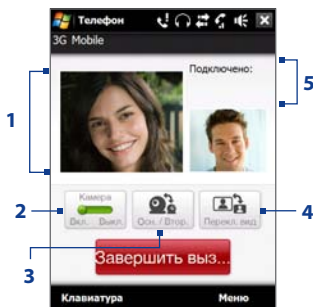 Телефон
3G Mobile
Подключено:
1
5
Камера
Вкл. Выкл.
Осн. / Втор.
Перекл. вид
2
3
4
Завершить выз...
Клавиатура Меню